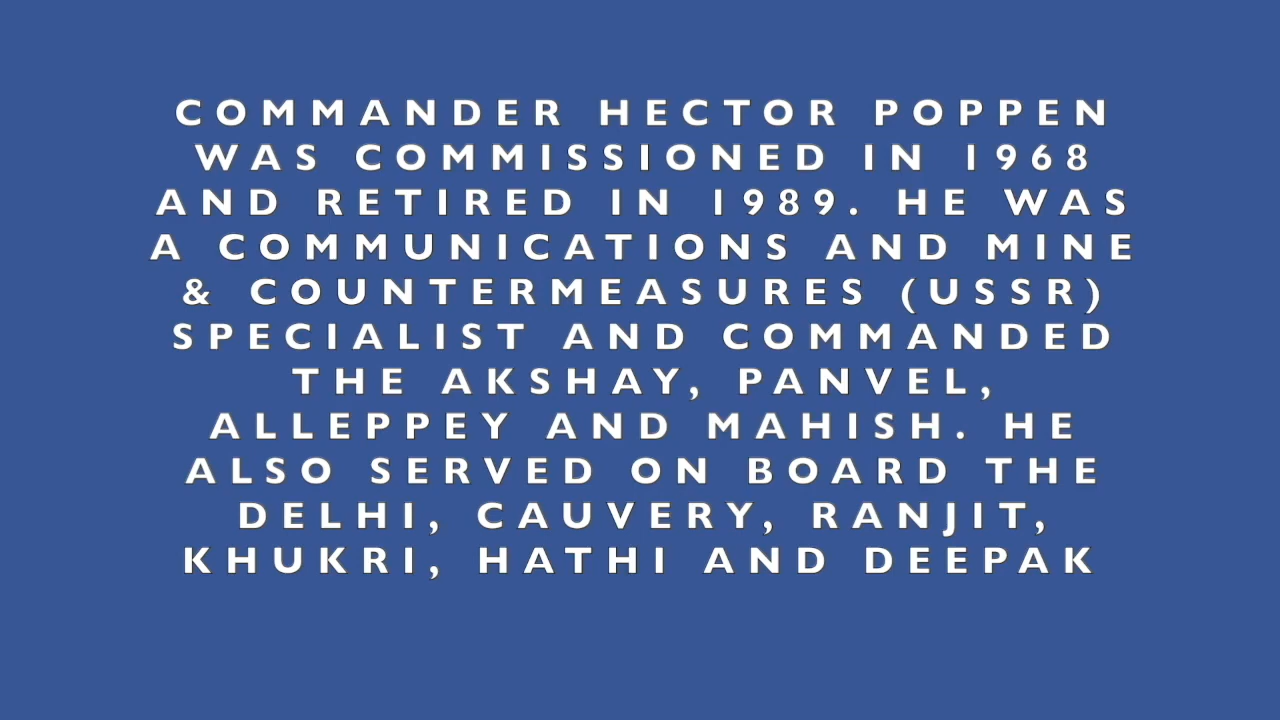 COMMANDER HECTOR POPPEN
WAS COMMISSIONED IN 1968
AND RETIRED IN 1989. HE WAS
A COMMUNICATIONS AND MINE
& COUNTERMEASURES (USSR)
SPECIALIST AND COMMANDED
THE AKSHAY, PANVEL,
ALLEPPEY AND MAHISH. HE
ALSO SERVED ON BOARD THE
DELHI, CAUVERY, RANJIT,
KHUKRI, HATHI AND DEEPAK